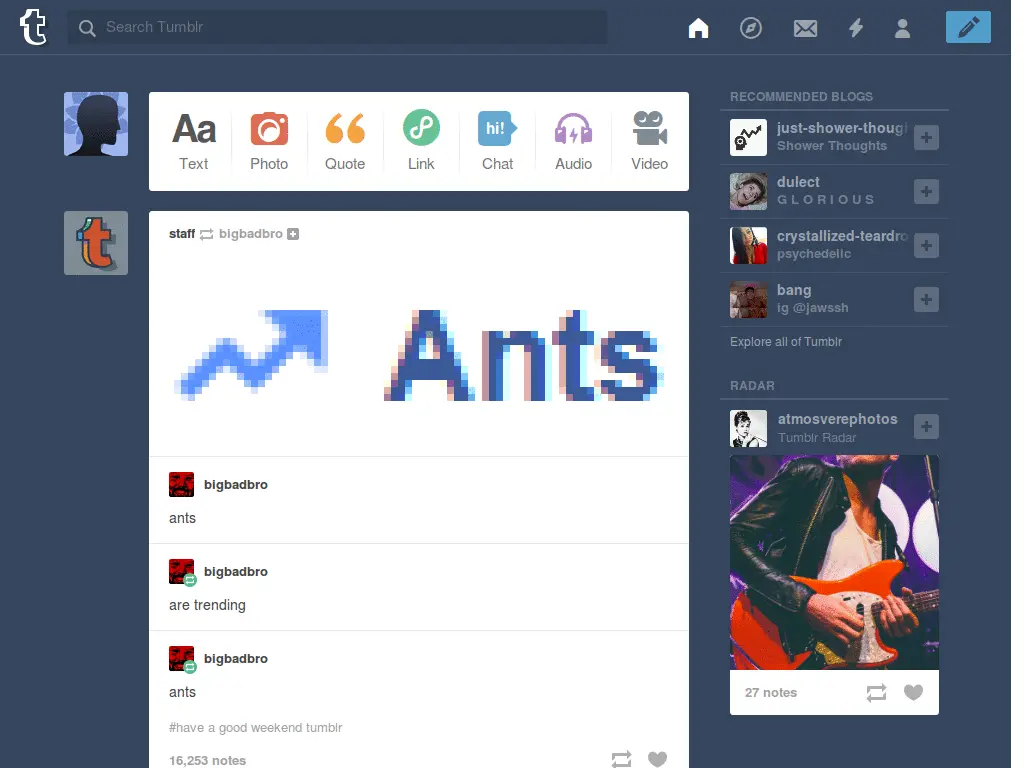 t
Search Tumblr
Aa
hi!
Text
Photo
Quote
Link
Chat
Audio
Video
t
staff bigbadbro
Ants
bigbadbro
ants
bigbadbro
are trending
bigbadbro
ants
#have a good weekend tumblr
16,253 notes
RECOMMENDED BLOGS
just-shower-thoug
Shower Thoughts
dulect
G L O R I O U S
crystallized-teardro
psychedelic
bang
ig @jawssh
Explore all of Tumblr
RADAR
atmosverephotos
Tumblr Radar
27 notes